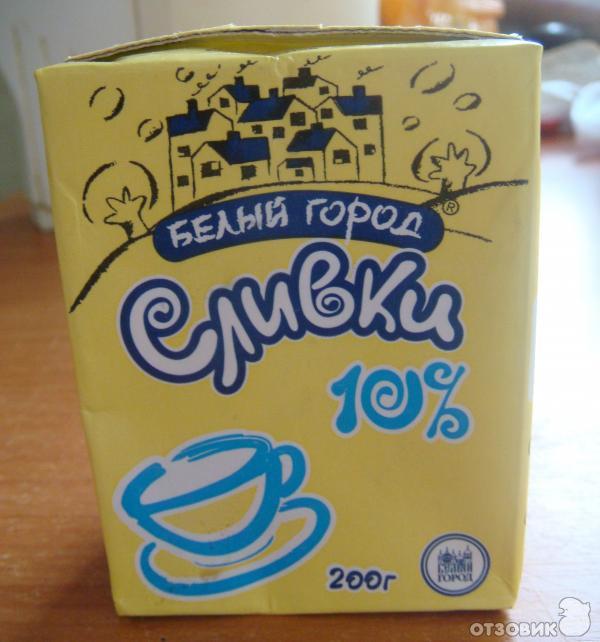 БЕЛЫЙ ГОРОД
®
Сливки
10%
200г
БЕЛЫЙ
ГОРОД
ОТЗОВИК